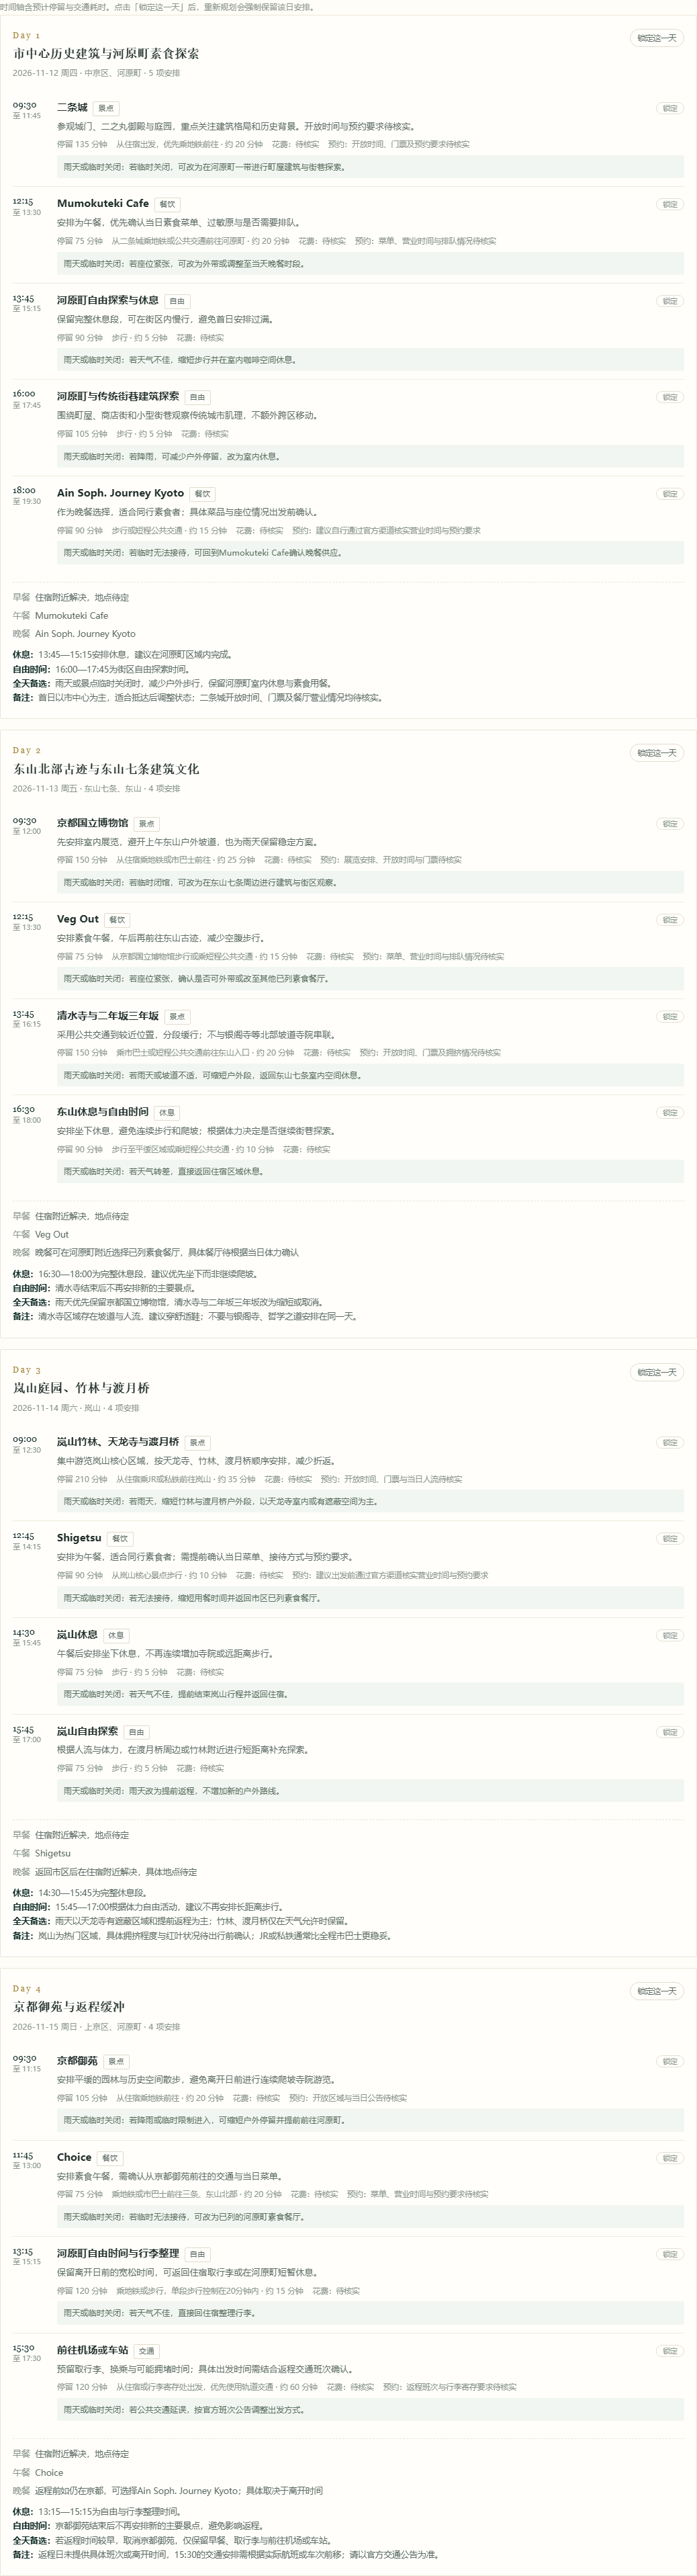 时间轴含预计停留与交通耗时。点击「锁定这一天」后，重新规划会强制保留该日安排。
Day 1
锁定这一天
市中心历史建筑与河原町素食探索
2026-11-12 周四 · 中京区、河原町 · 5 项安排
09:30
至 11:45
二条城 景点 锁定
参观城门、二之丸御殿与庭园，重点关注建筑格局和历史背景。开放时间与预约要求待核实。
停留 135 分钟 从住宿出发，优先乘地铁前往 · 约 20 分钟 花费：待核实 预约：开放时间、门票及预约要求待核实
雨天或临时关闭：若临时关闭，可改为在河原町一带进行町屋建筑与街巷探索。
12:15
至 13:30
Mumokuteki Cafe 餐饮 锁定
安排为午餐，优先确认当日素食菜单、过敏原与是否需要排队。
停留 75 分钟 从二条城乘地铁或公共交通前往河原町 · 约 20 分钟 花费：待核实 预约：菜单、营业时间与排队情况待核实
雨天或临时关闭：若座位紧张，可改为外带或调整至当天晚餐时段。
13:45
至 15:15
河原町自由探索与休息 自由 锁定
保留完整休息段，可在街区内慢行，避免首日安排过满。
停留 90 分钟 步行 · 约 5 分钟 花费：待核实
雨天或临时关闭：若天气不佳，缩短步行并在室内咖啡空间休息。
16:00
至 17:45
河原町与传统街巷建筑探索 自由 锁定
围绕町屋、商店街和小型街巷观察传统城市肌理，不额外跨区移动。
停留 105 分钟 步行 · 约 5 分钟 花费：待核实
雨天或临时关闭：若降雨，可减少户外停留，改为室内休息。
18:00
至 19:30
Ain Soph. Journey Kyoto 餐饮 锁定
作为晚餐选择，适合同行素食者；具体菜品与座位情况出发前确认。
停留 90 分钟 步行或短程公共交通 · 约 15 分钟 花费：待核实 预约：建议自行通过官方渠道核实营业时间与预约要求
雨天或临时关闭：若临时无法接待，可回到Mumokuteki Cafe确认晚餐供应。
早餐 住宿附近解决，地点待定
午餐 Mumokuteki Cafe
晚餐 Ain Soph. Journey Kyoto
休息：13:45—15:15安排休息，建议在河原町区域内完成。
自由时间：16:00—17:45为街区自由探索时间。
全天备选：雨天或景点临时关闭时，减少户外步行，保留河原町室内休息与素食用餐。
备注：首日以市中心为主，适合抵达后调整状态；二条城开放时间、门票及餐厅营业情况均待核实。
Day 2
锁定这一天
东山北部古迹与东山七条建筑文化
2026-11-13 周五 · 东山七条、东山 · 4 项安排
09:30
至 12:00
京都国立博物馆 景点 锁定
先安排室内展览，避开上午东山户外坡道，也为雨天保留稳定方案。
停留 150 分钟 从住宿乘地铁或市巴士前往 · 约 25 分钟 花费：待核实 预约：展览安排、开放时间与门票待核实
雨天或临时关闭：若临时闭馆，可改为在东山七条周边进行建筑与街区观察。
12:15
至 13:30
Veg Out 餐饮 锁定
安排素食午餐，午后再前往东山古迹，减少空腹步行。
停留 75 分钟 从京都国立博物馆步行或乘短程公共交通 · 约 15 分钟 花费：待核实 预约：菜单、营业时间与排队情况待核实
雨天或临时关闭：若座位紧张，确认是否可外带或改至其他已列素食餐厅。
13:45
至 16:15
清水寺与二年坂三年坂 景点 锁定
采用公共交通到较近位置，分段缓行；不与银阁寺等北部坡道寺院串联。
停留 150 分钟 乘市巴士或短程公共交通前往东山入口 · 约 20 分钟 花费：待核实 预约：开放时间、门票及拥挤情况待核实
雨天或临时关闭：若雨天或坡道不适，可缩短户外段，返回东山七条室内空间休息。
16:30
至 18:00
东山休息与自由时间 休息 锁定
安排坐下休息，避免连续步行和爬坡；根据体力决定是否继续街巷探索。
停留 90 分钟 步行至平缓区域或乘短程公共交通 · 约 10 分钟 花费：待核实
雨天或临时关闭：若天气转差，直接返回住宿区域休息。
早餐 住宿附近解决，地点待定
午餐 Veg Out
晚餐 晚餐可在河原町附近选择已列素食餐厅，具体餐厅待根据当日体力确认
休息：16:30—18:00为完整休息段，建议优先坐下而非继续爬坡。
自由时间：清水寺结束后不再安排新的主要景点。
全天备选：雨天优先保留京都国立博物馆，清水寺与二年坂三年坂改为缩短或取消。
备注：清水寺区域存在坡道与人流，建议穿舒适鞋；不要与银阁寺、哲学之道安排在同一天。
Day 3
锁定这一天
岚山庭园、竹林与渡月桥
2026-11-14 周六 · 岚山 · 4 项安排
09:00
至 12:30
岚山竹林、天龙寺与渡月桥 景点 锁定
集中游览岚山核心区域，按天龙寺、竹林、渡月桥顺序安排，减少折返。
停留 210 分钟 从住宿乘JR或私铁前往岚山 · 约 35 分钟 花费：待核实 预约：开放时间、门票与当日人流待核实
雨天或临时关闭：若雨天，缩短竹林与渡月桥户外段，以天龙寺室内或有遮蔽空间为主。
12:45
至 14:15
Shigetsu 餐饮 锁定
安排为午餐，适合同行素食者；需提前确认当日菜单、接待方式与预约要求。
停留 90 分钟 从岚山核心景点步行 · 约 10 分钟 花费：待核实 预约：建议出发前通过官方渠道核实营业时间与预约要求
雨天或临时关闭：若无法接待，缩短用餐时间并返回市区已列素食餐厅。
14:30
至 15:45
岚山休息 休息 锁定
午餐后安排坐下休息，不再连续增加寺院或远距离步行。
停留 75 分钟 步行 · 约 5 分钟 花费：待核实
雨天或临时关闭：若天气不佳，提前结束岚山行程并返回住宿。
15:45
至 17:00
岚山自由探索 自由 锁定
根据人流与体力，在渡月桥周边或竹林附近进行短距离补充探索。
停留 75 分钟 步行 · 约 5 分钟 花费：待核实
雨天或临时关闭：雨天改为提前返程，不增加新的户外路线。
早餐 住宿附近解决，地点待定
午餐 Shigetsu
晚餐 返回市区后在住宿附近解决，具体地点待定
休息：14:30—15:45为完整休息段。
自由时间：15:45—17:00根据体力自由活动，建议不再安排长距离步行。
全天备选：雨天以天龙寺有遮蔽区域和提前返程为主；竹林、渡月桥仅在天气允许时保留。
备注：岚山为热门区域，具体拥挤程度与红叶状况待出行前确认；JR或私铁通常比全程市巴士更稳妥。
Day 4
锁定这一天
京都御苑与返程缓冲
2026-11-15 周日 · 上京区、河原町 · 4 项安排
09:30
至 11:15
京都御苑 景点 锁定
安排平缓的园林与历史空间散步，避免离开日前进行连续爬坡寺院游览。
停留 105 分钟 从住宿乘地铁前往 · 约 20 分钟 花费：待核实 预约：开放区域与当日公告待核实
雨天或临时关闭：若降雨或临时限制进入，可缩短户外停留并提前前往河原町。
11:45
至 13:00
Choice 餐饮 锁定
安排素食午餐，需确认从京都御苑前往的交通与当日菜单。
停留 75 分钟 乘地铁或市巴士前往三条、东山北部 · 约 20 分钟 花费：待核实 预约：菜单、营业时间与预约要求待核实
雨天或临时关闭：若临时无法接待，可改为已列的河原町素食餐厅。
13:15
至 15:15
河原町自由时间与行李整理 自由 锁定
保留离开日前的宽松时间，可返回住宿取行李或在河原町短暂休息。
停留 120 分钟 乘地铁或步行，单段步行控制在20分钟内 · 约 15 分钟 花费：待核实
雨天或临时关闭：若天气不佳，直接回住宿整理行李。
15:30
至 17:30
前往机场或车站 交通 锁定
预留取行李、换乘与可能拥堵时间；具体出发时间需结合返程交通班次确认。
停留 120 分钟 从住宿或行李寄存处出发，优先使用轨道交通 · 约 60 分钟 花费：待核实 预约：返程班次与行李寄存要求待核实
雨天或临时关闭：若公共交通延误，按官方班次公告调整出发方式。
早餐 住宿附近解决，地点待定
午餐 Choice
晚餐 返程前如仍在京都，可选择Ain Soph. Journey Kyoto；具体取决于离开时间
休息：13:15—15:15为自由与行李整理时间。
自由时间：京都御苑结束后不再安排新的主要景点，避免影响返程。
全天备选：若返程时间较早，取消京都御苑，仅保留早餐、取行李与前往机场或车站。
备注：返程日未提供具体班次或离开时间，15:30的交通安排需根据实际航班或车次前移；请以官方交通公告为准。